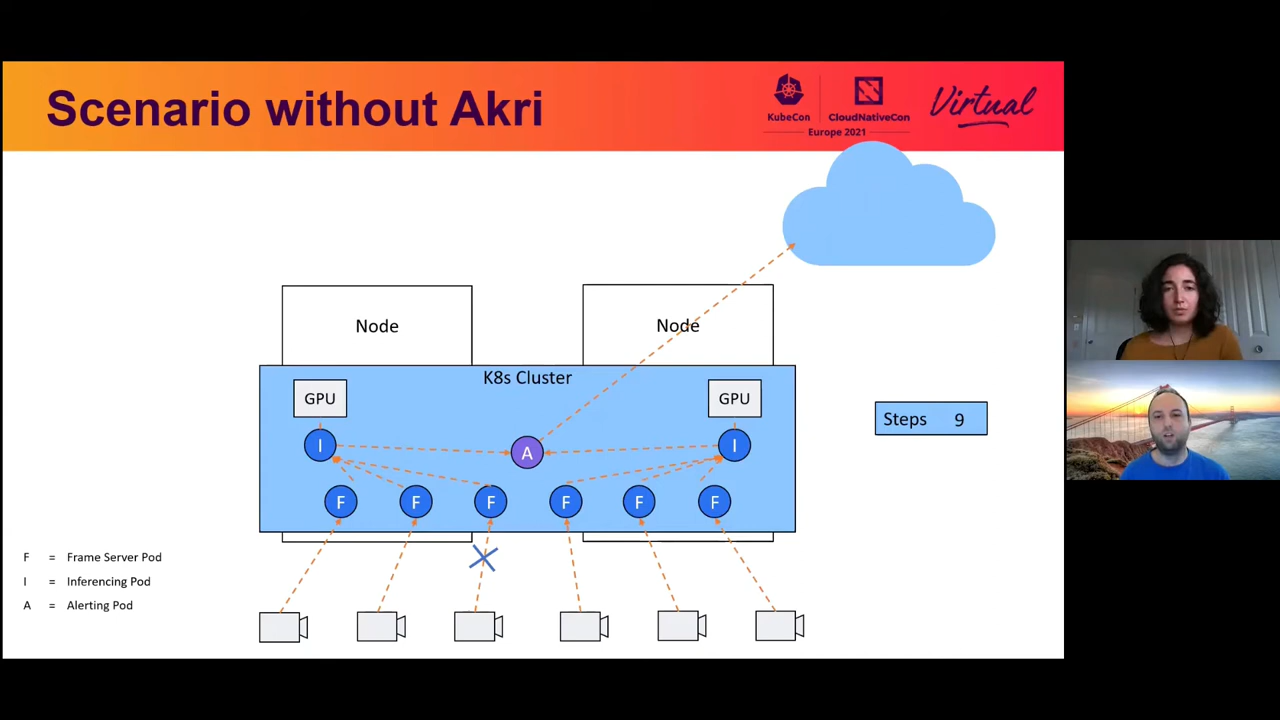 Scenario without Akri
KubeCon
CloudNativeCon
Europe 2021
Virtual
Node
Node
K8s Cluster
GPU
GPU
I
A
I
F
F
F
F
F
F
Steps 9
F = Frame Server Pod
I = Inferencing Pod
A = Alerting Pod